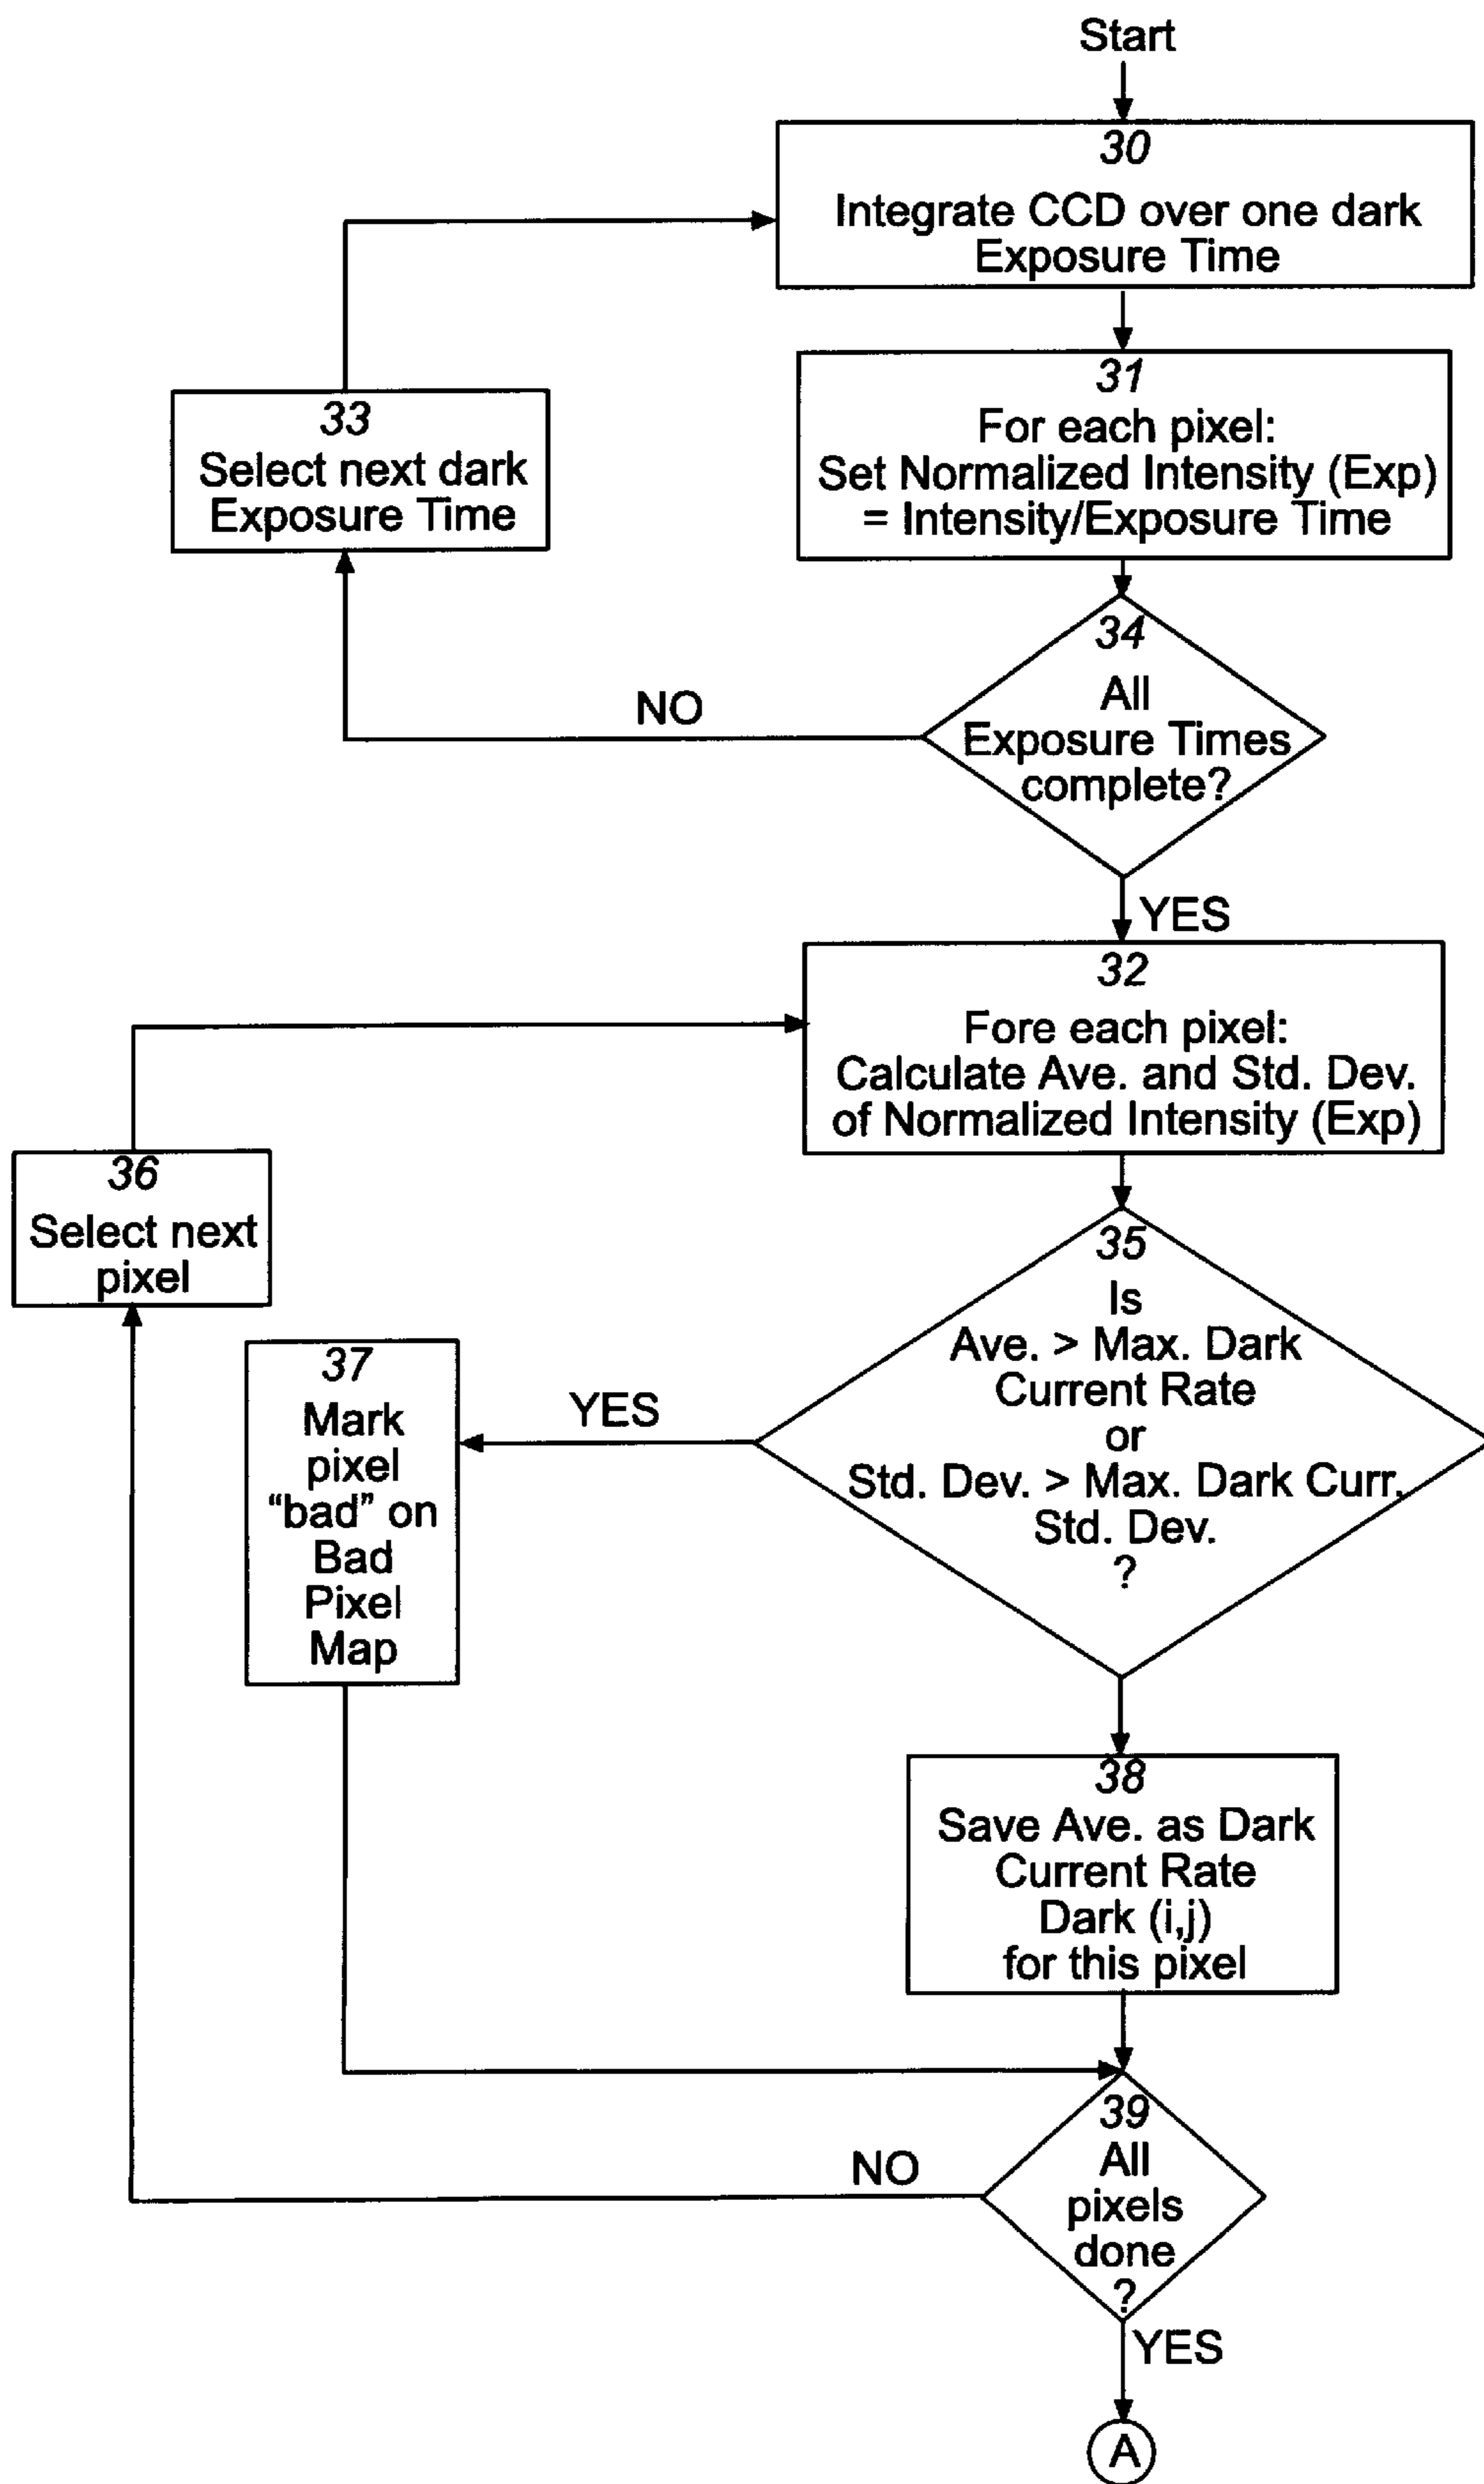 Start
30
Integrate CCD over one dark
Exposure Time
31
For each pixel:
Set Normalized Intensity (Exp)
= Intensity/Exposure Time
33
Select next dark
Exposure Time
34
All
Exposure Times
complete?
NO
YES
32
Fore each pixel:
Calculate Ave. and Std. Dev.
of Normalized Intensity (Exp)
36
Select next
pixel
35
Is
Ave. > Max. Dark
Current Rate
or
Std. Dev. > Max. Dark Curr.
Std. Dev.
?
YES
37
Mark
pixel
“bad” on
Bad
Pixel
Map
38
Save Ave. as Dark
Current Rate
Dark (i,j)
for this pixel
39
All
pixels
done
?
NO
YES
A